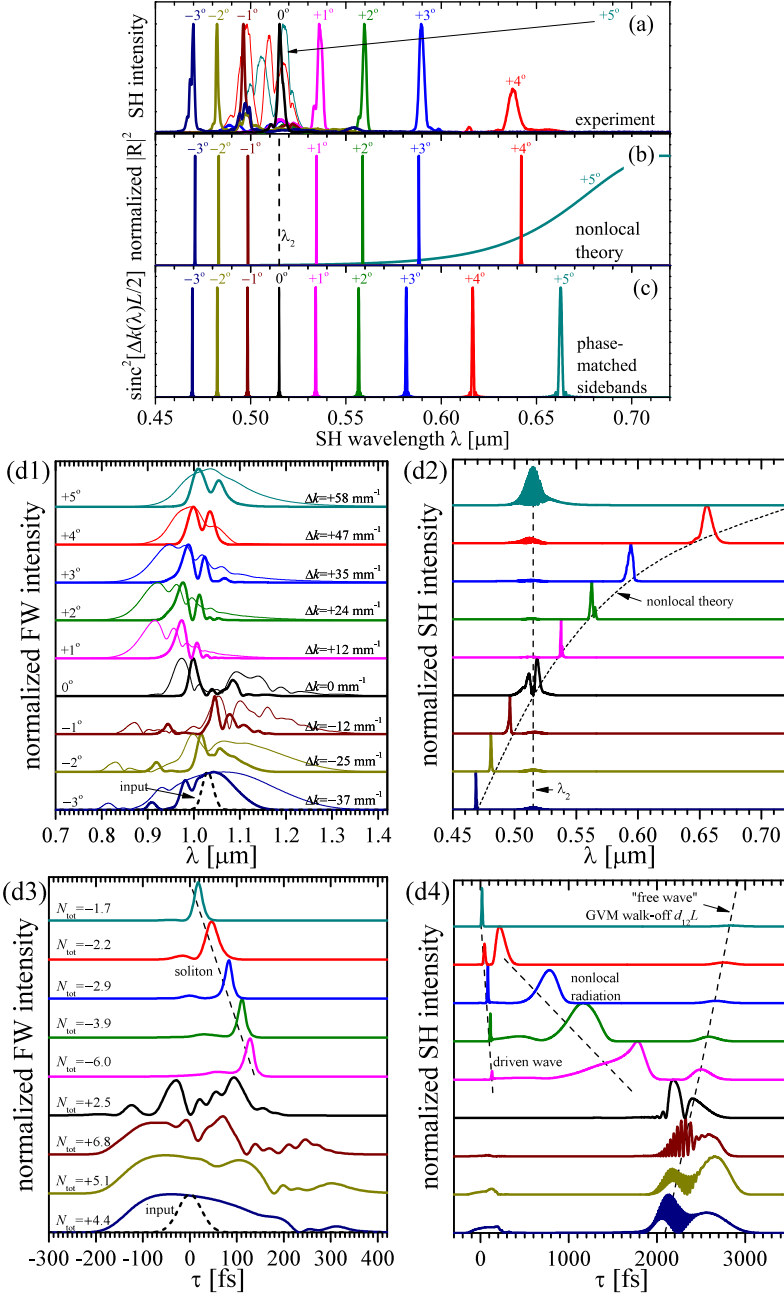 −3° −2° −1° 0° +1° +2° +3° +5° (a)
+4°
SH intensity
experiment
−3° −2° −1° +1° +2° +3° +4° (b)
+5°
normalized |R|²
λ₂
nonlocal
theory
−3° −2° −1° 0° +1° +2° +3° +4° +5° (c)
sinc²[Δk(λ)L/2]
phase-
matched
sidebands
0.45 0.50 0.55 0.60 0.65 0.70
SH wavelength λ [μm]
(d1)
normalized FW intensity
+5° Δk=+58 mm⁻¹
+4° Δk=+47 mm⁻¹
+3° Δk=+35 mm⁻¹
+2° Δk=+24 mm⁻¹
+1° Δk=+12 mm⁻¹
0° Δk=0 mm⁻¹
−1° Δk=−12 mm⁻¹
−2° Δk=−25 mm⁻¹
input
−3° Δk=−37 mm⁻¹
0.7 0.8 0.9 1.0 1.1 1.2 1.3 1.4
λ [μm]
(d2)
normalized SH intensity
nonlocal theory
λ₂
0.45 0.50 0.55 0.60 0.65 0.70
λ [μm]
(d3)
normalized FW intensity
Ntot=−1.7
Ntot=−2.2
soliton
Ntot=−2.9
Ntot=−3.9
Ntot=−6.0
Ntot=+2.5
Ntot=+6.8
Ntot=+5.1
Ntot=+4.4
input
-300 -200 -100 0 100 200 300 400
τ [fs]
(d4)
normalized SH intensity
"free wave"
GVM walk-off d₁₂L
nonlocal
radiation
driven wave
0 1000 2000 3000
τ [fs]